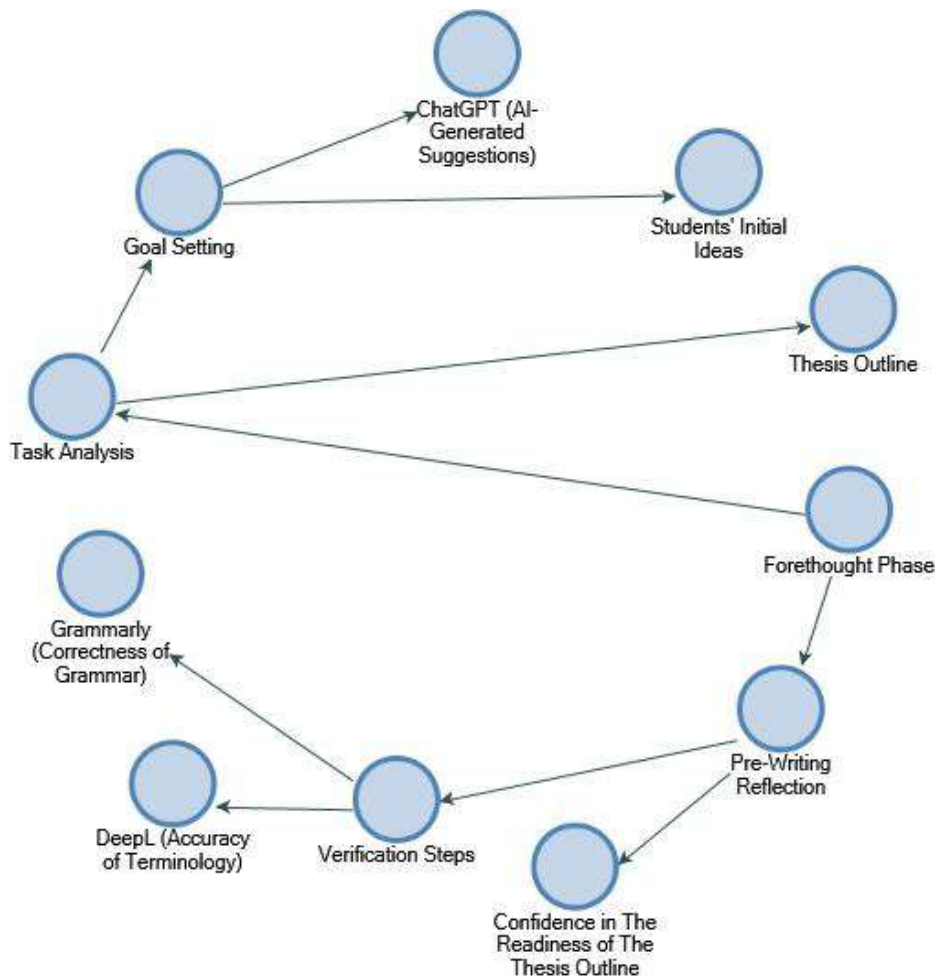 ChatGPT (AI-
Generated
Suggestions)
Students' Initial
Ideas
Goal Setting
Thesis Outline
Task Analysis
Forethought Phase
Grammarly
(Correctness of
Grammar)
Pre-Writing
Reflection
DeepL (Accuracy
of Terminology)
Verification Steps
Confidence in The
Readiness of The
Thesis Outline